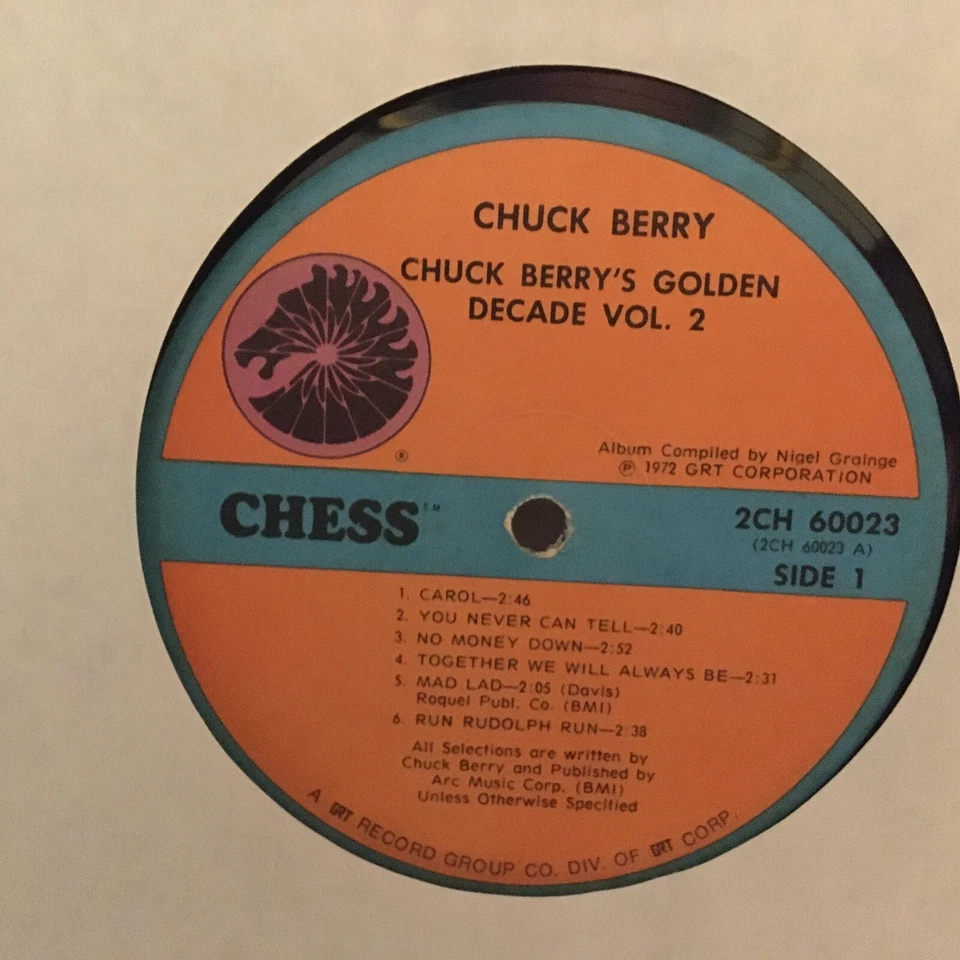 CHUCK BERRY
CHUCK BERRY'S GOLDEN
DECADE VOL. 2
®
Album Compiled by Nigel Grainge
℗ 1972 GRT CORPORATION
CHESS™
2CH 60023
(2CH 60023 A)
SIDE 1
1. CAROL—2:46
2. YOU NEVER CAN TELL—2:40
3. NO MONEY DOWN—2:52
4. TOGETHER WE WILL ALWAYS BE—2:31
5. MAD LAD—2:05 (Davis)
Roquel Publ. Co. (BMI)
6. RUN RUDOLPH RUN—2:38
All Selections are written by
Chuck Berry and Published by
Arc Music Corp. (BMI)
Unless Otherwise Specified
A GRT RECORD GROUP CO. DIV. OF GRT CORP.